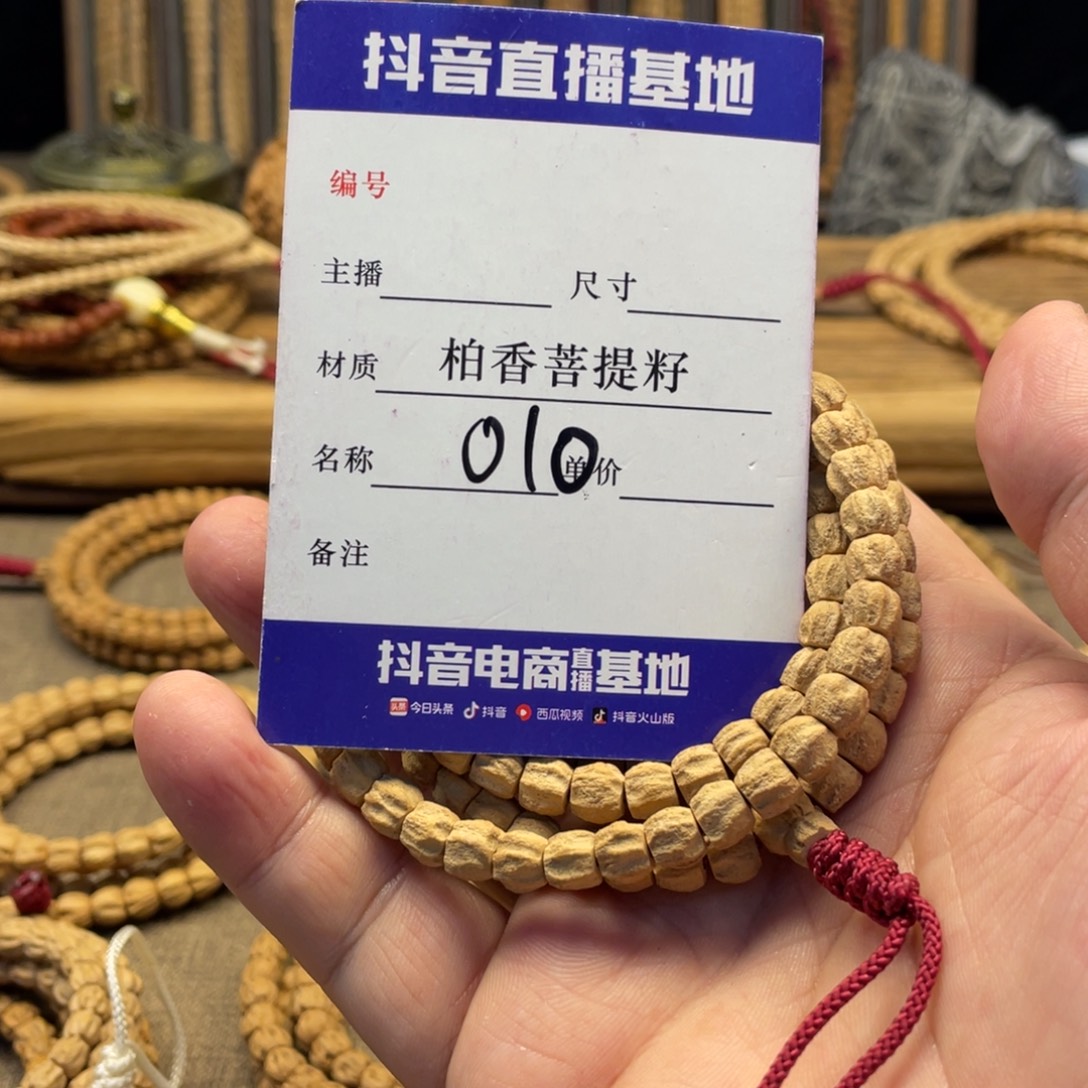 抖音直播基地
编号
主播 尺寸
材质 柏香菩提籽
名称 010 单价
备注
抖音电商直播基地
头条 今日头条 抖音 西瓜视频 抖音火山版